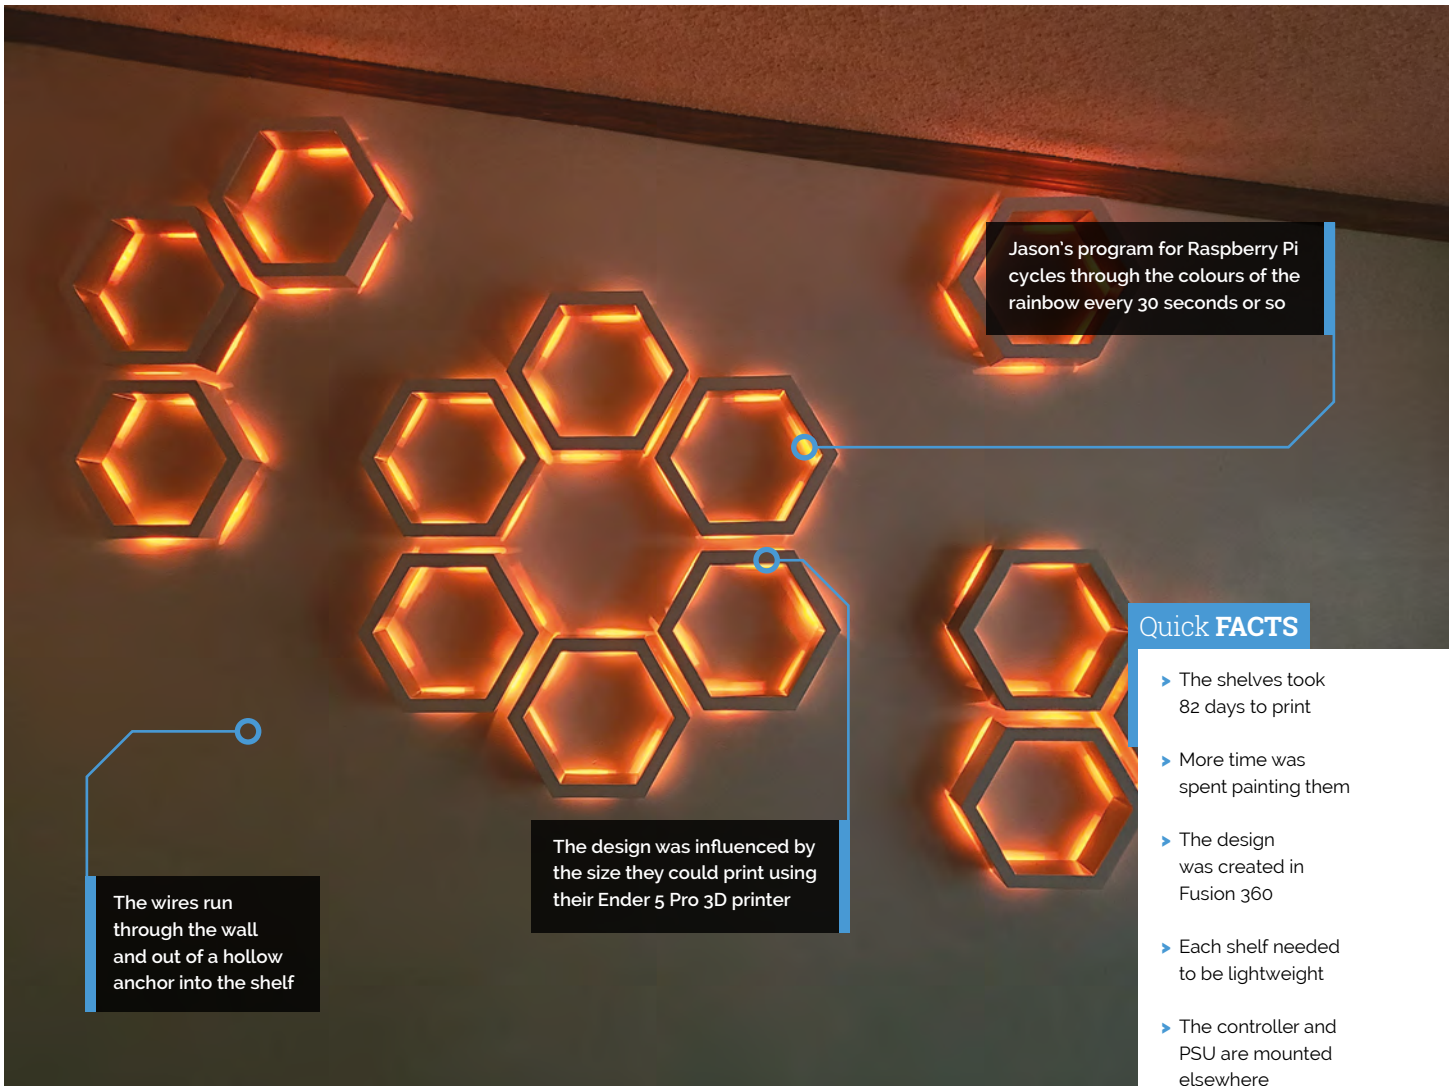 Jason’s program for Raspberry Pi
cycles through the colours of the
rainbow every 30 seconds or so
Quick FACTS
> The shelves took
82 days to print
> More time was
spent painting them
> The design
was created in
Fusion 360
> Each shelf needed
to be lightweight
> The controller and
PSU are mounted
elsewhere
The design was influenced by
the size they could print using
their Ender 5 Pro 3D printer
The wires run
through the wall
and out of a hollow
anchor into the shelf